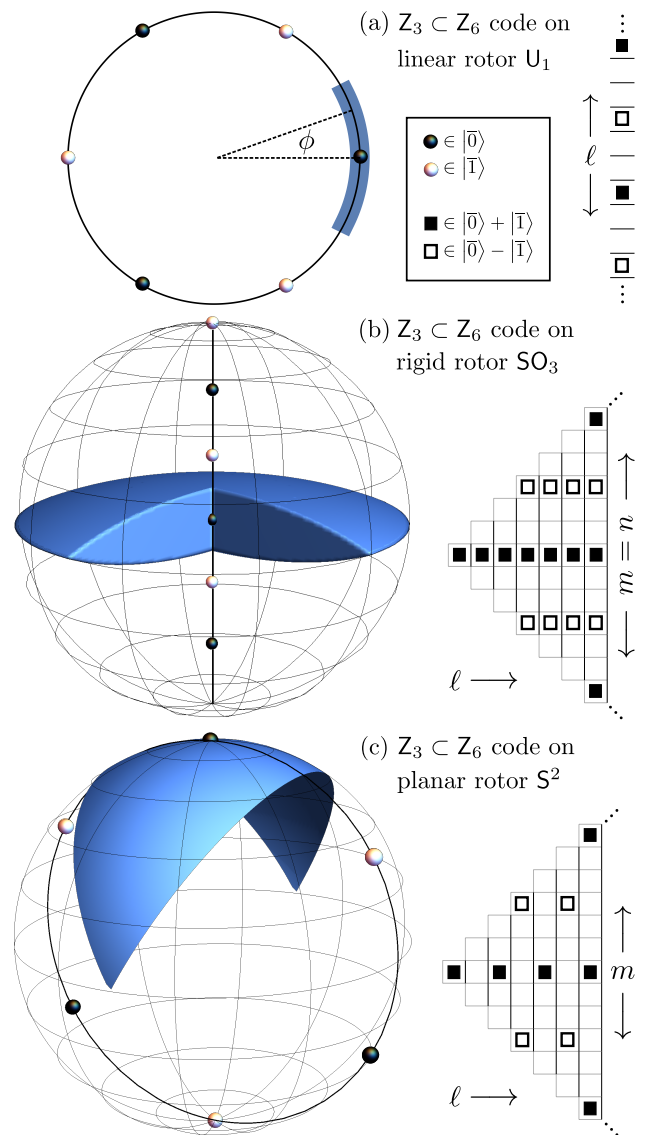 (a) Z₃ ⊂ Z₆ code on
linear rotor U₁
ϕ
∈ |0̅⟩
∈ |1̅⟩
∈ |0̅⟩ + |1̅⟩
∈ |0̅⟩ − |1̅⟩
ℓ
(b) Z₃ ⊂ Z₆ code on
rigid rotor SO₃
m = n
ℓ
(c) Z₃ ⊂ Z₆ code on
planar rotor S²
m
ℓ